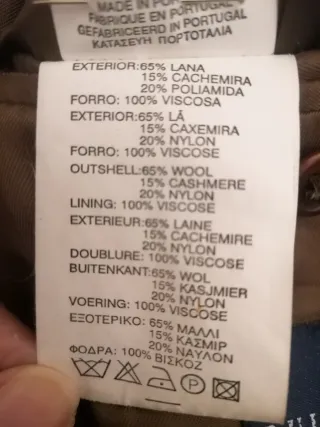 MADE IN PORTUGAL
FABRIQUE EN PORTUGAL
GEFABRICEERD IN PORTUGAL
ΚΑΤΑΣΕΥΗ ΠΟΡΤΟΤΑΛΙΑ
EXTERIOR:65% LANA
15% CACHEMIRA
20% POLIAMIDA
FORRO: 100% VISCOSA
EXTERIOR:65% LÃ
15% CAXEMIRA
20% NYLON
FORRO: 100% VISCOSE
OUTSHELL:65% WOOL
15% CASHMERE
20% NYLON
LINING: 100% VISCOSE
EXTERIEUR:65% LAINE
15% CACHEMIRE
20% NYLON
DOUBLURE: 100% VISCOSE
BUITENKANT:65% WOL
15% KASJMIER
20% NYLON
VOERING: 100% VISCOSE
ΕΞΩΤΕΡΙΚΟ: 65% ΜΑΛΛΙ
15% ΚΑΣΜΙΡ
20% ΝΑΥΛΟΝ
ΦΟΔΡΑ: 100% ΒΙΣΚΟΖ